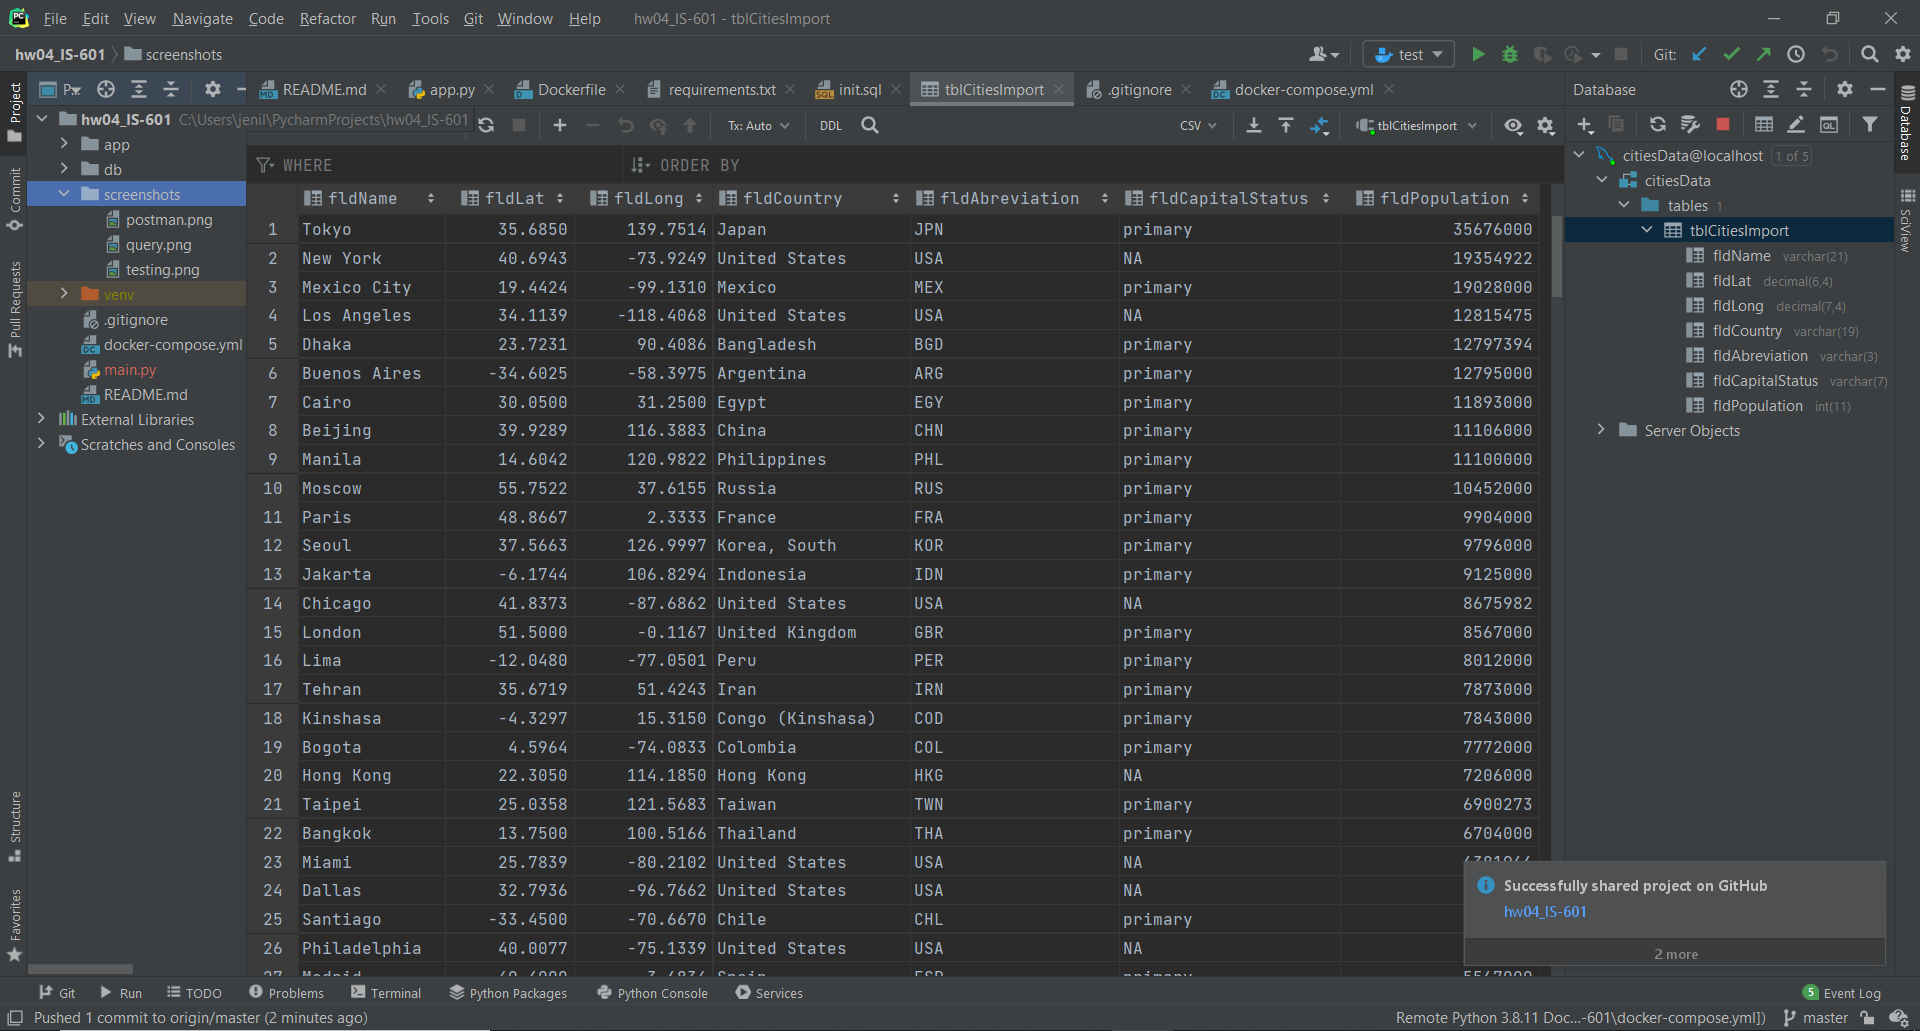 PC File Edit View Navigate Code Refactor Run Tools Git Window Help hw04_IS-601 - tblCitiesImport
hw04_IS-601 screenshots test Git:
P... README.md app.py Dockerfile requirements.txt init.sql tblCitiesImport .gitignore docker-compose.yml Database
Project
Commit
Pull Requests
Structure
Favorites
hw04_IS-601 C:\Users\jenil\PycharmProjects\hw04_IS-601
app
db
screenshots
postman.png
query.png
testing.png
venv
.gitignore
docker-compose.yml
main.py
README.md
External Libraries
Scratches and Consoles
Tx: Auto DDL CSV tblCitiesImport
WHERE ORDER BY
fldName fldLat fldLong fldCountry fldAbreviation fldCapitalStatus fldPopulation
1 Tokyo 35.6850 139.7514 Japan JPN primary 35676000
2 New York 40.6943 -73.9249 United States USA NA 19354922
3 Mexico City 19.4424 -99.1310 Mexico MEX primary 19028000
4 Los Angeles 34.1139 -118.4068 United States USA NA 12815475
5 Dhaka 23.7231 90.4086 Bangladesh BGD primary 12797394
6 Buenos Aires -34.6025 -58.3975 Argentina ARG primary 12795000
7 Cairo 30.0500 31.2500 Egypt EGY primary 11893000
8 Beijing 39.9289 116.3883 China CHN primary 11106000
9 Manila 14.6042 120.9822 Philippines PHL primary 11100000
10 Moscow 55.7522 37.6155 Russia RUS primary 10452000
11 Paris 48.8667 2.3333 France FRA primary 9904000
12 Seoul 37.5663 126.9997 Korea, South KOR primary 9796000
13 Jakarta -6.1744 106.8294 Indonesia IDN primary 9125000
14 Chicago 41.8373 -87.6862 United States USA NA 8675982
15 London 51.5000 -0.1167 United Kingdom GBR primary 8567000
16 Lima -12.0480 -77.0501 Peru PER primary 8012000
17 Tehran 35.6719 51.4243 Iran IRN primary 7873000
18 Kinshasa -4.3297 15.3150 Congo (Kinshasa) COD primary 7843000
19 Bogota 4.5964 -74.0833 Colombia COL primary 7772000
20 Hong Kong 22.3050 114.1850 Hong Kong HKG NA 7206000
21 Taipei 25.0358 121.5683 Taiwan TWN primary 6900273
22 Bangkok 13.7500 100.5166 Thailand THA primary 6704000
23 Miami 25.7839 -80.2102 United States USA NA
24 Dallas 32.7936 -96.7662 United States USA NA
25 Santiago -33.4500 -70.6670 Chile CHL primary
26 Philadelphia 40.0077 -75.1339 United States USA NA
citiesData@localhost 1 of 5
citiesData
tables 1
tblCitiesImport
fldName varchar(21)
fldLat decimal(6,4)
fldLong decimal(7,4)
fldCountry varchar(19)
fldAbreviation varchar(3)
fldCapitalStatus varchar(7)
fldPopulation int(11)
Server Objects
QL
Database
SciView
Successfully shared project on GitHub
hw04_IS-601
2 more
Git Run TODO Problems Terminal Python Packages Python Console Services 5 Event Log
Pushed 1 commit to origin/master (2 minutes ago) Remote Python 3.8.11 Doc...-601\docker-compose.yml]) master